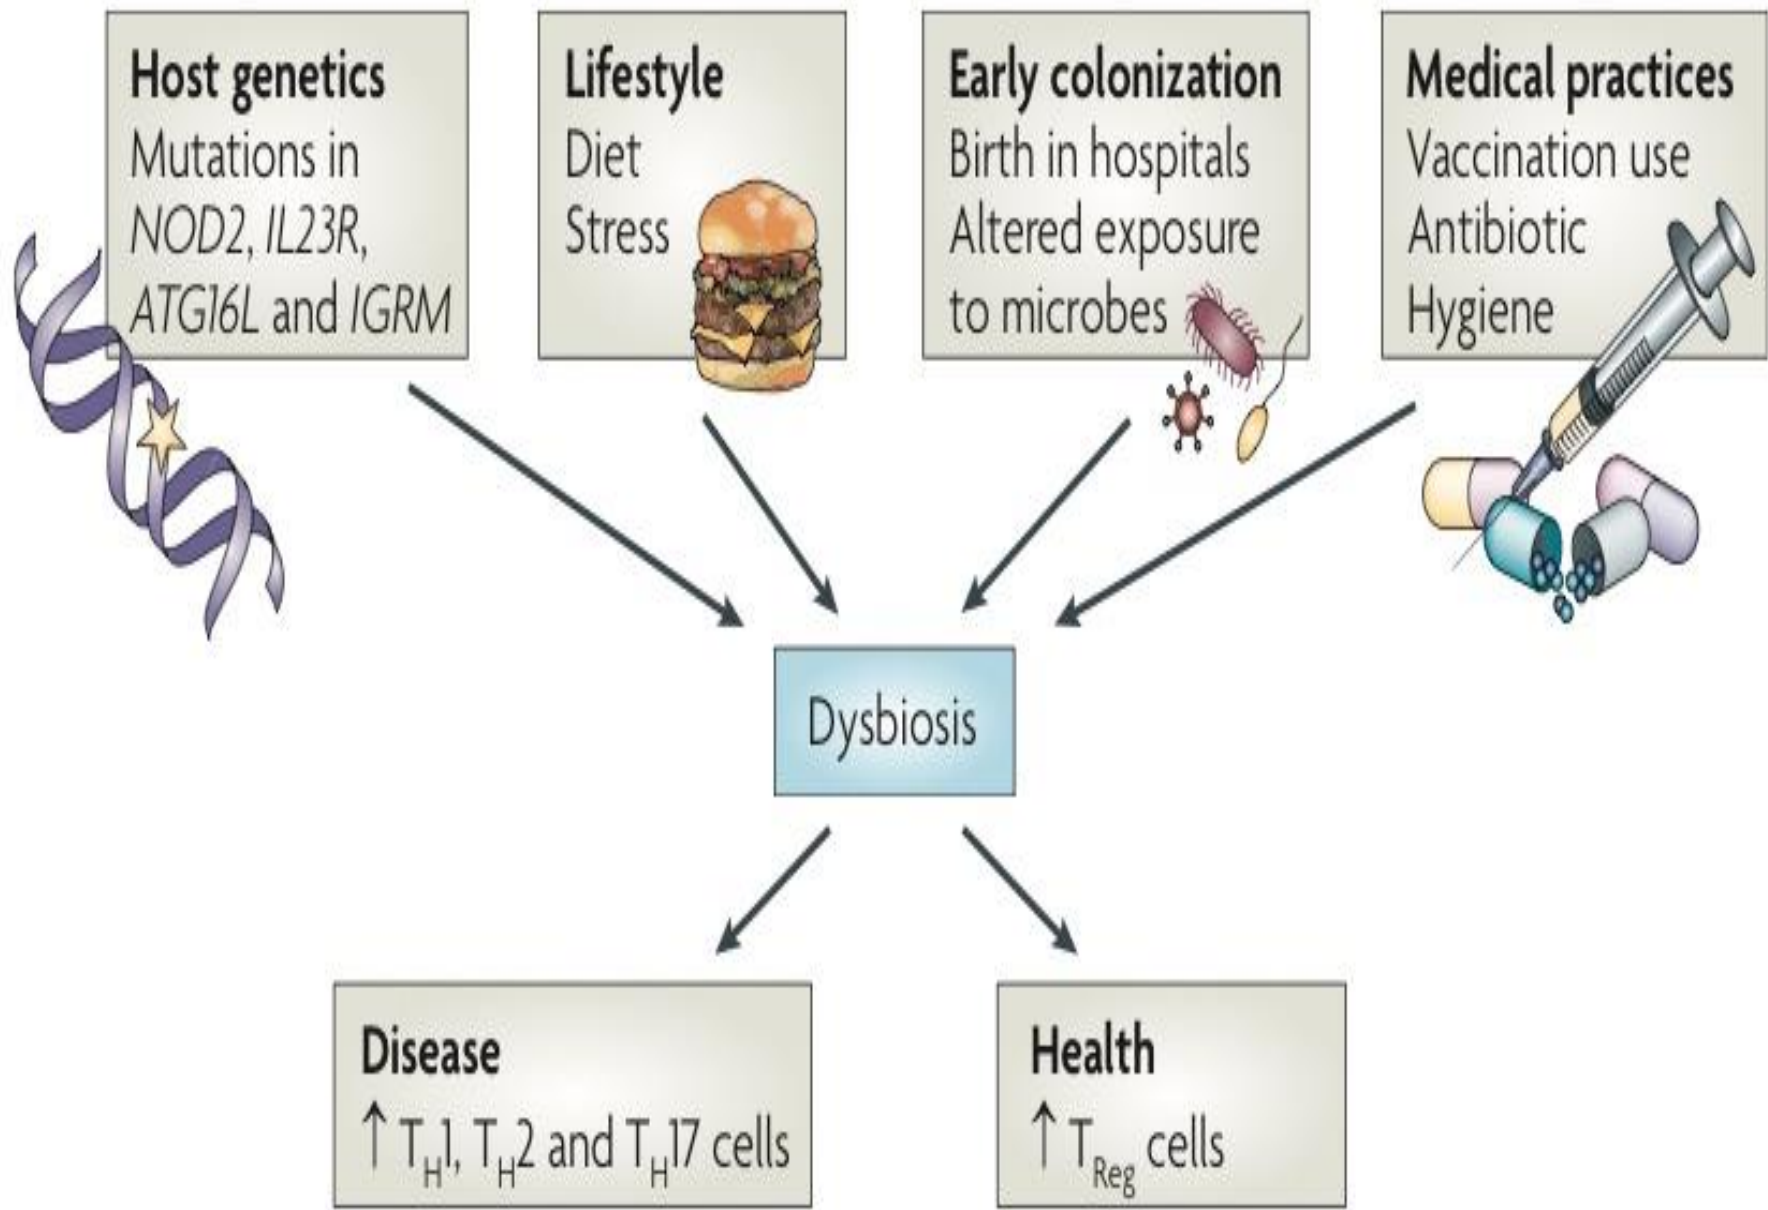 Host genetics
Mutations in
NOD2, IL23R,
ATG16L and IGRM
Lifestyle
Diet
Stress
Early colonization
Birth in hospitals
Altered exposure
to microbes
Medical practices
Vaccination use
Antibiotic
Hygiene
Dysbiosis
Disease
↑ TH1, TH2 and TH17 cells
Health
↑ TReg cells